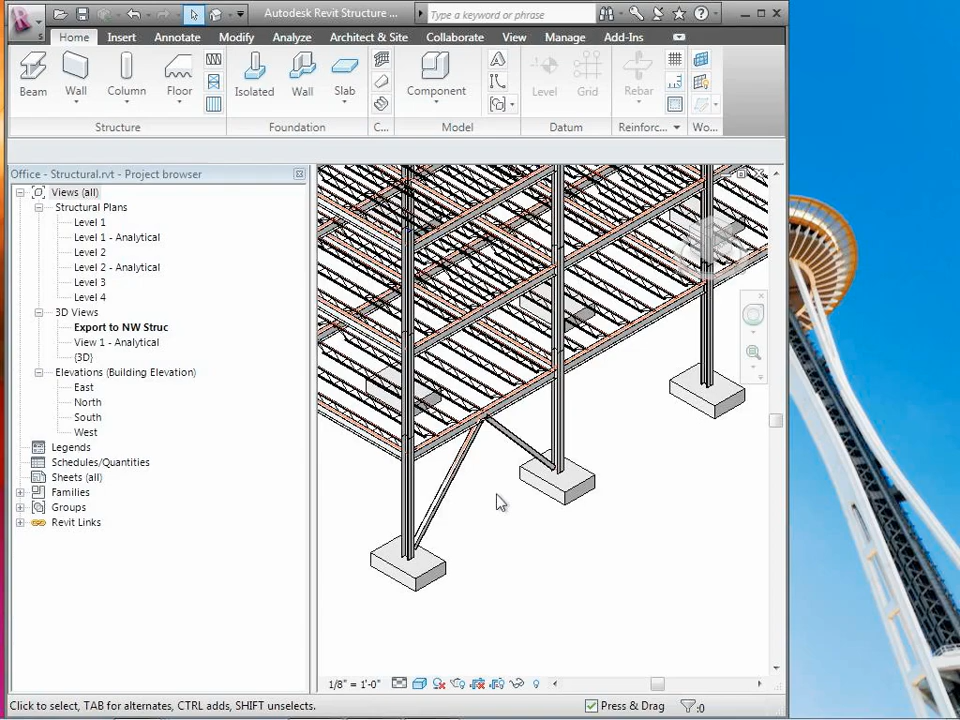 Autodesk Revit Structure ...
Type a keyword or phrase
Home Insert Annotate Modify Analyze Architect & Site Collaborate View Manage Add-Ins
Beam Wall Column Floor Isolated Wall Slab Component Level Grid Rebar
Structure Foundation C... Model Datum Reinforc... Wo...
Office - Structural.rvt - Project browser
Views (all)
Structural Plans
Level 1
Level 1 - Analytical
Level 2
Level 2 - Analytical
Level 3
Level 4
3D Views
Export to NW Struc
View 1 - Analytical
{3D}
Elevations (Building Elevation)
East
North
South
West
Legends
Schedules/Quantities
Sheets (all)
Families
Groups
Revit Links
1/8" = 1'-0"
Click to select, TAB for alternates, CTRL adds, SHIFT unselects.
Press & Drag
:0